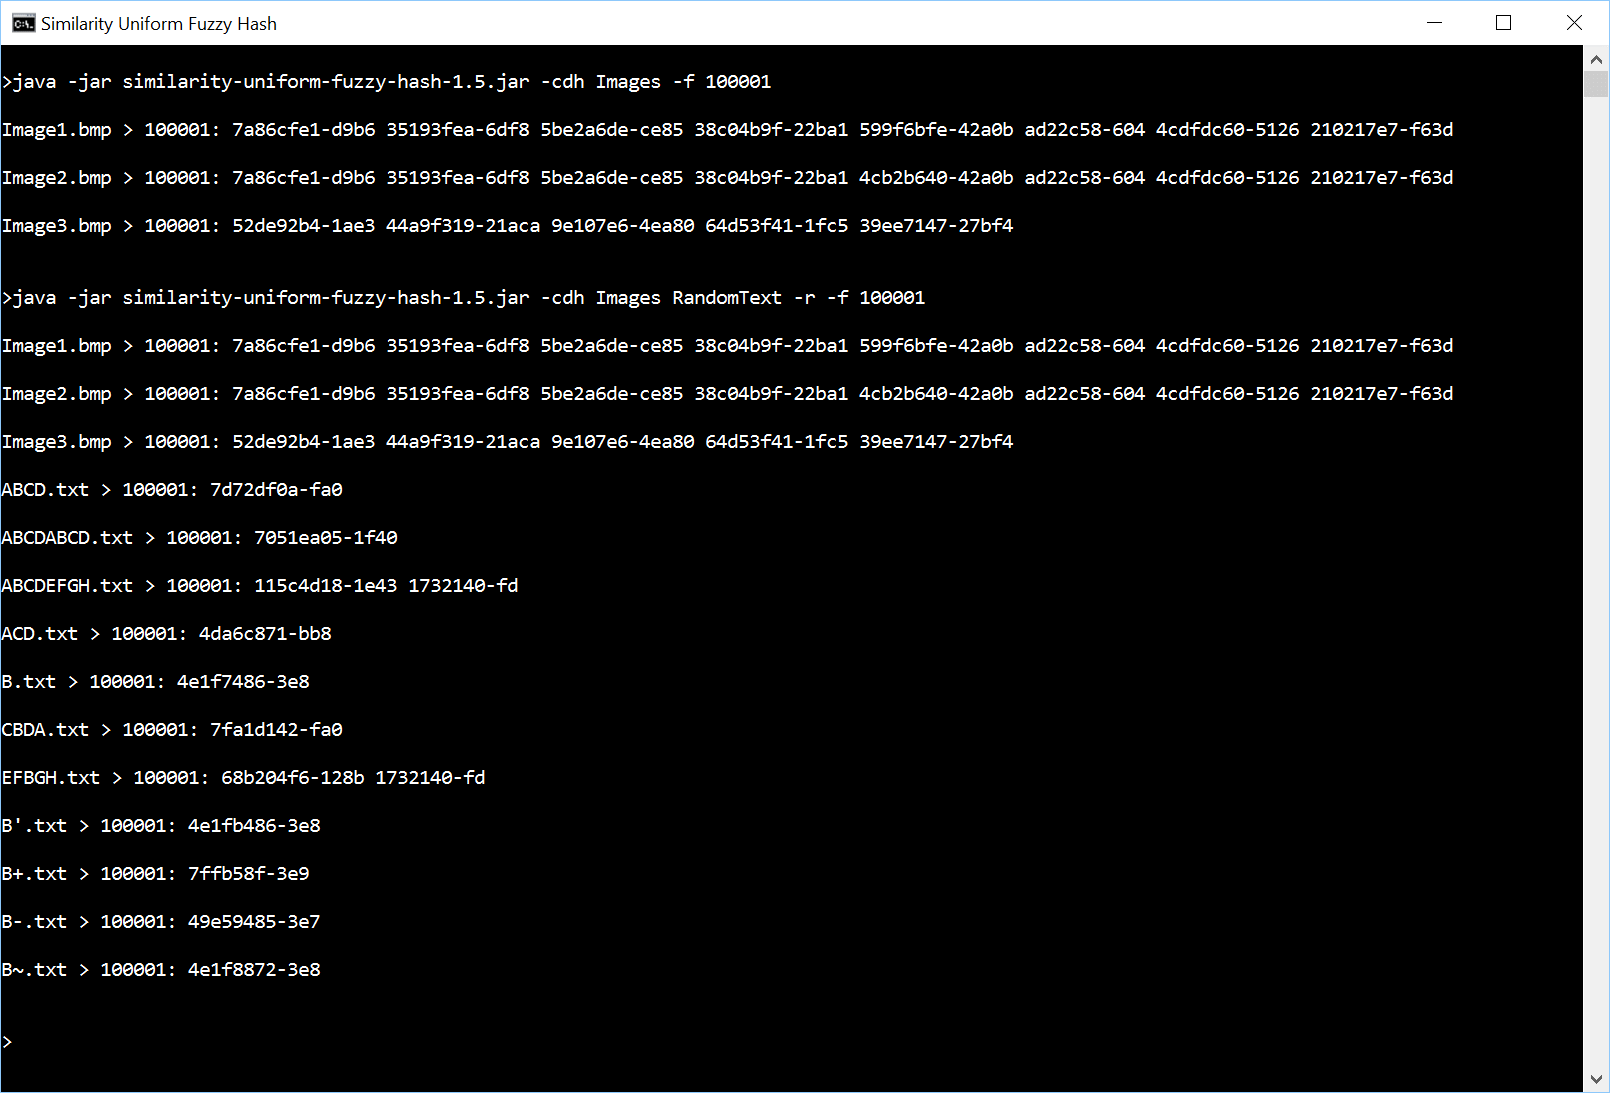 Similarity Uniform Fuzzy Hash
>java -jar similarity-uniform-fuzzy-hash-1.5.jar -cdh Images -f 100001
Image1.bmp > 100001: 7a86cfe1-d9b6 35193fea-6df8 5be2a6de-ce85 38c04b9f-22ba1 599f6bfe-42a0b ad22c58-604 4cdfdc60-5126 210217e7-f63d
Image2.bmp > 100001: 7a86cfe1-d9b6 35193fea-6df8 5be2a6de-ce85 38c04b9f-22ba1 4cb2b640-42a0b ad22c58-604 4cdfdc60-5126 210217e7-f63d
Image3.bmp > 100001: 52de92b4-1ae3 44a9f319-21aca 9e107e6-4ea80 64d53f41-1fc5 39ee7147-27bf4
>java -jar similarity-uniform-fuzzy-hash-1.5.jar -cdh Images RandomText -r -f 100001
Image1.bmp > 100001: 7a86cfe1-d9b6 35193fea-6df8 5be2a6de-ce85 38c04b9f-22ba1 599f6bfe-42a0b ad22c58-604 4cdfdc60-5126 210217e7-f63d
Image2.bmp > 100001: 7a86cfe1-d9b6 35193fea-6df8 5be2a6de-ce85 38c04b9f-22ba1 4cb2b640-42a0b ad22c58-604 4cdfdc60-5126 210217e7-f63d
Image3.bmp > 100001: 52de92b4-1ae3 44a9f319-21aca 9e107e6-4ea80 64d53f41-1fc5 39ee7147-27bf4
ABCD.txt > 100001: 7d72df0a-fa0
ABCDABCD.txt > 100001: 7051ea05-1f40
ABCDEFGH.txt > 100001: 115c4d18-1e43 1732140-fd
ACD.txt > 100001: 4da6c871-bb8
B.txt > 100001: 4e1f7486-3e8
CBDA.txt > 100001: 7fa1d142-fa0
EFBGH.txt > 100001: 68b204f6-128b 1732140-fd
B'.txt > 100001: 4e1fb486-3e8
B+.txt > 100001: 7ffb58f-3e9
B-.txt > 100001: 49e59485-3e7
B~.txt > 100001: 4e1f8872-3e8
>